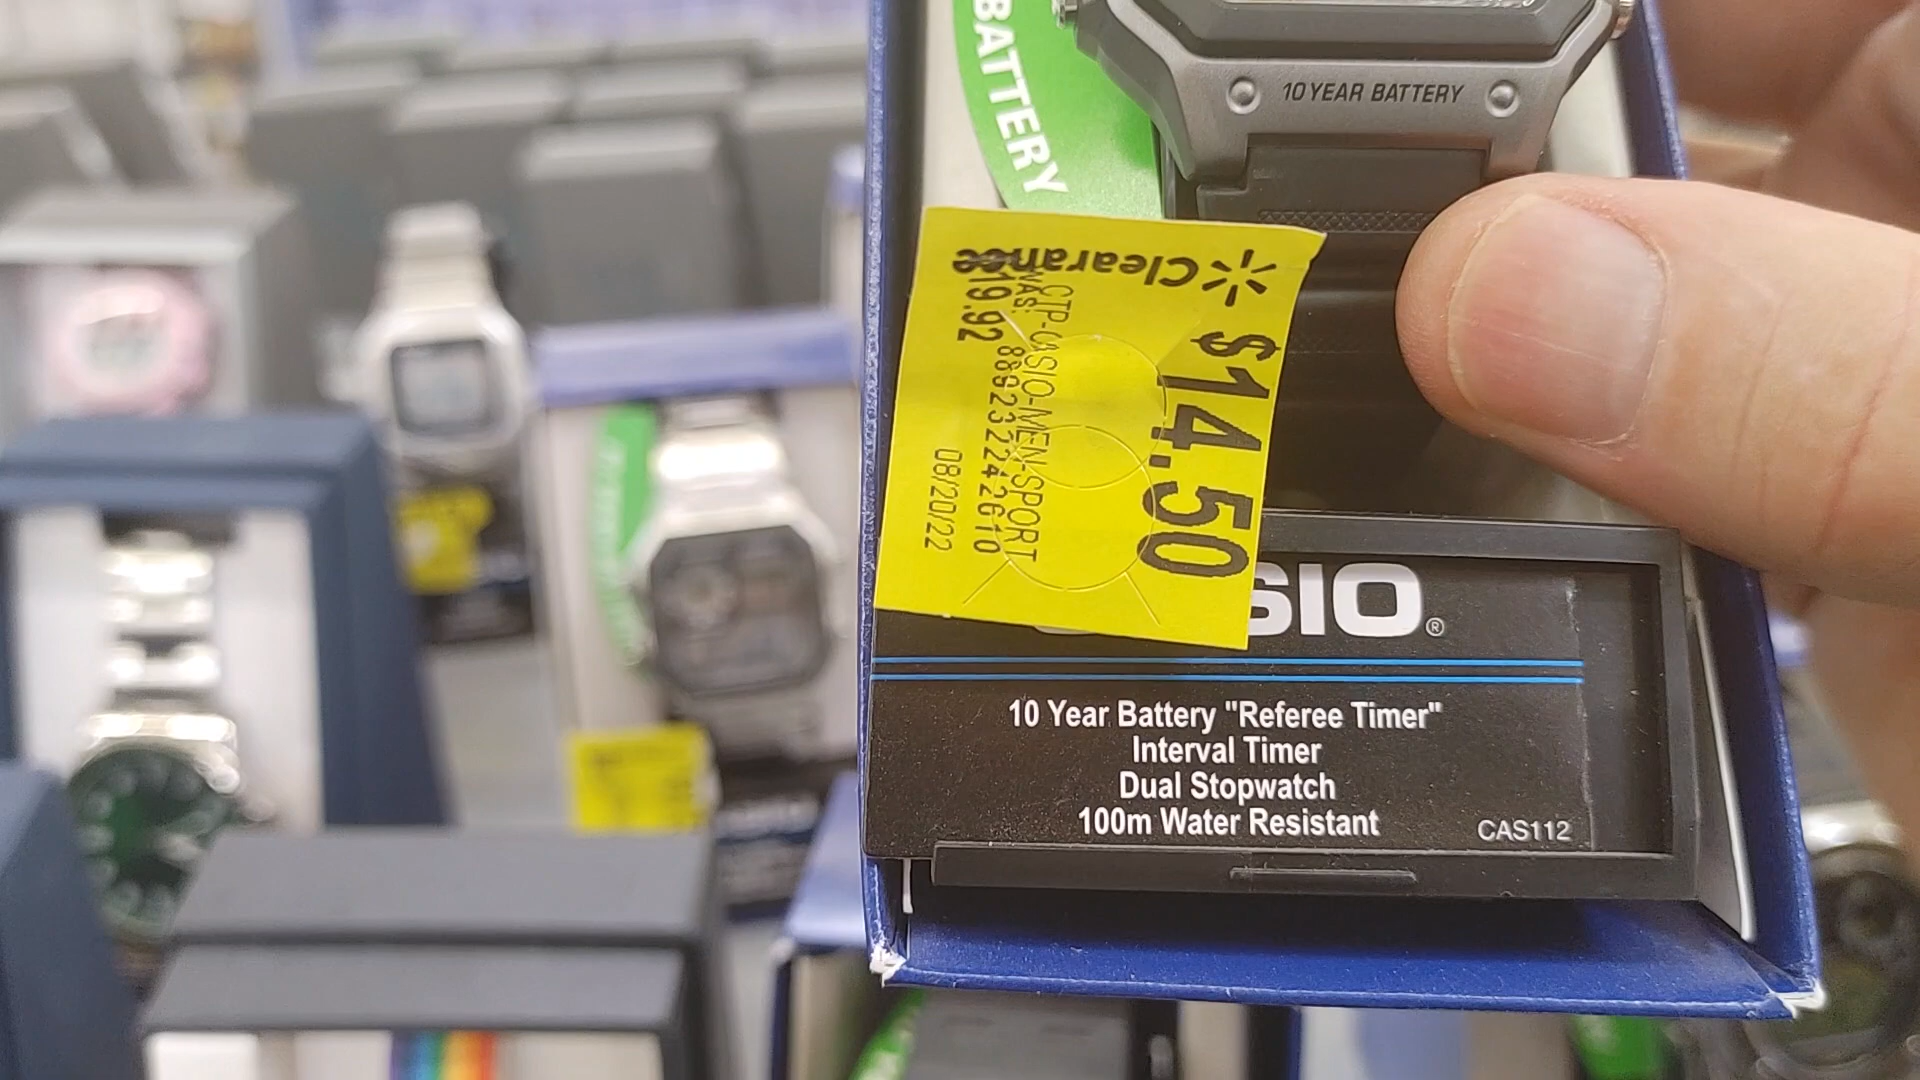 BATTERY
10 YEAR BATTERY
Clearance
$14.50
CTP-CASIO-MEN-SPORT
WAS:
19.92
889232242610
08/20/22
SIO®
10 Year Battery "Referee Timer"
Interval Timer
Dual Stopwatch
100m Water Resistant
CAS112